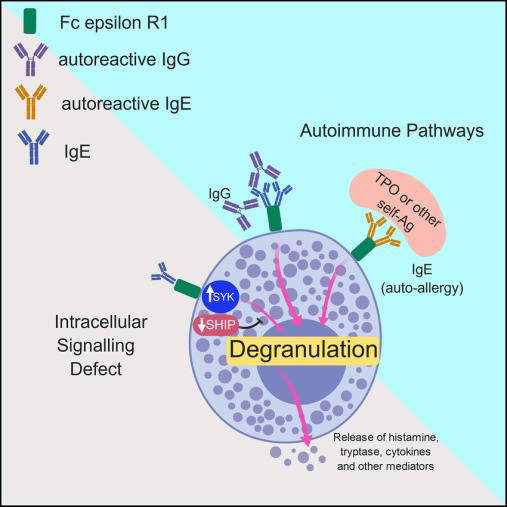 Fc epsilon R1
autoreactive IgG
autoreactive IgE
IgE
Autoimmune Pathways
IgG
TPO or other
self-Ag
IgE
(auto-allergy)
SYK
SHIP
Intracellular
Signalling
Defect
Degranulation
Release of histamine,
tryptase, cytokines
and other mediators